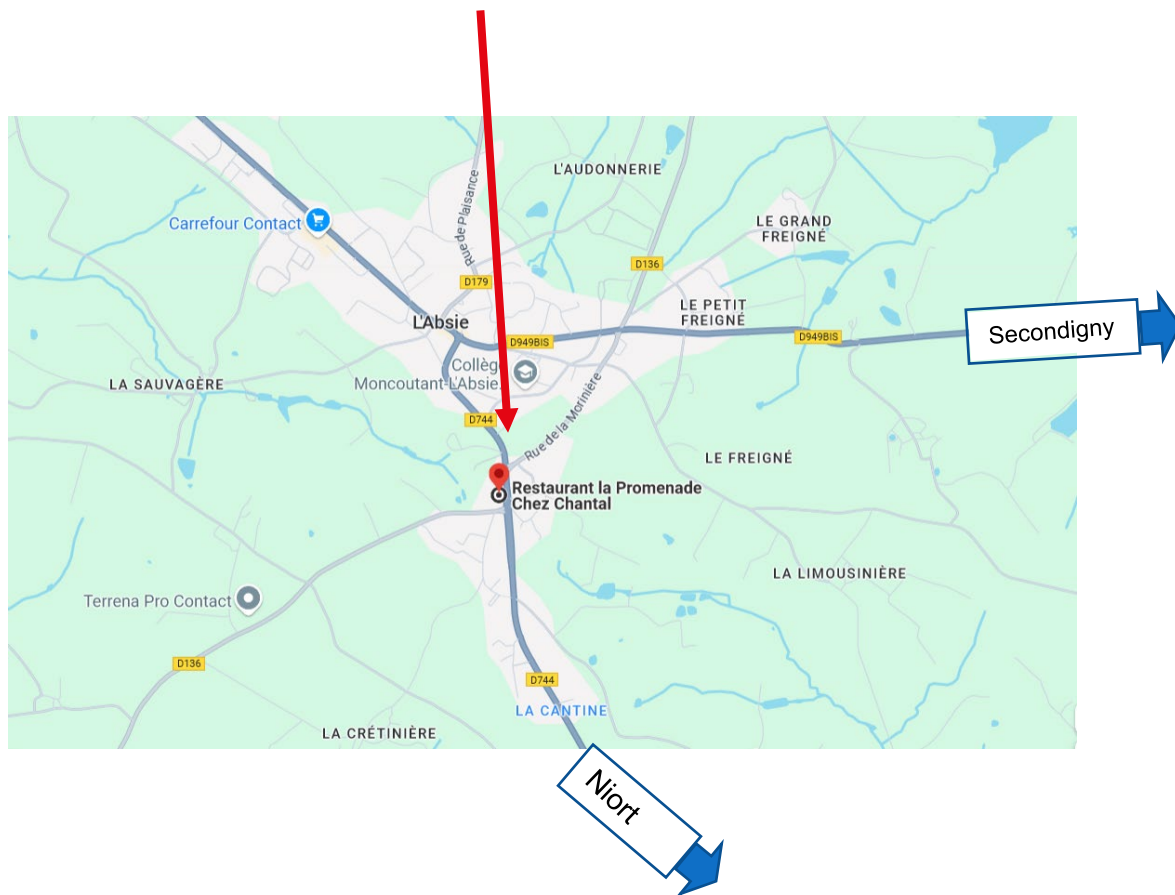 L'AUDONNERIE
Rue de Plaisance
Carrefour Contact
LE GRAND
FREIGNÉ
D136
D179
LE PETIT
FREIGNÉ
L'Absie
D949BIS
D949BIS
Secondigny
Collège
Moncoutant-L'Absie.
LA SAUVAGÈRE
D744
Rue de la Morinière
LE FREIGNÉ
Restaurant la Promenade
Chez Chantal
LA LIMOUSINIÈRE
Terrena Pro Contact
D136
D744
LA CANTINE
LA CRÉTINIÈRE
Niort